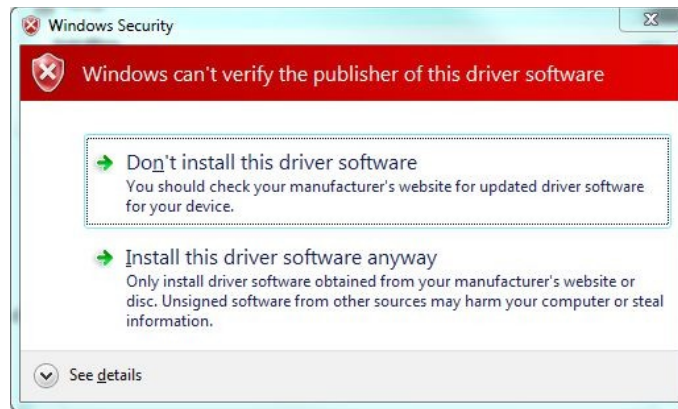 Windows Security
Windows can't verify the publisher of this driver software
Don't install this driver software
You should check your manufacturer's website for updated driver software
for your device.
Install this driver software anyway
Only install driver software obtained from your manufacturer's website or
disc. Unsigned software from other sources may harm your computer or steal
information.
See details